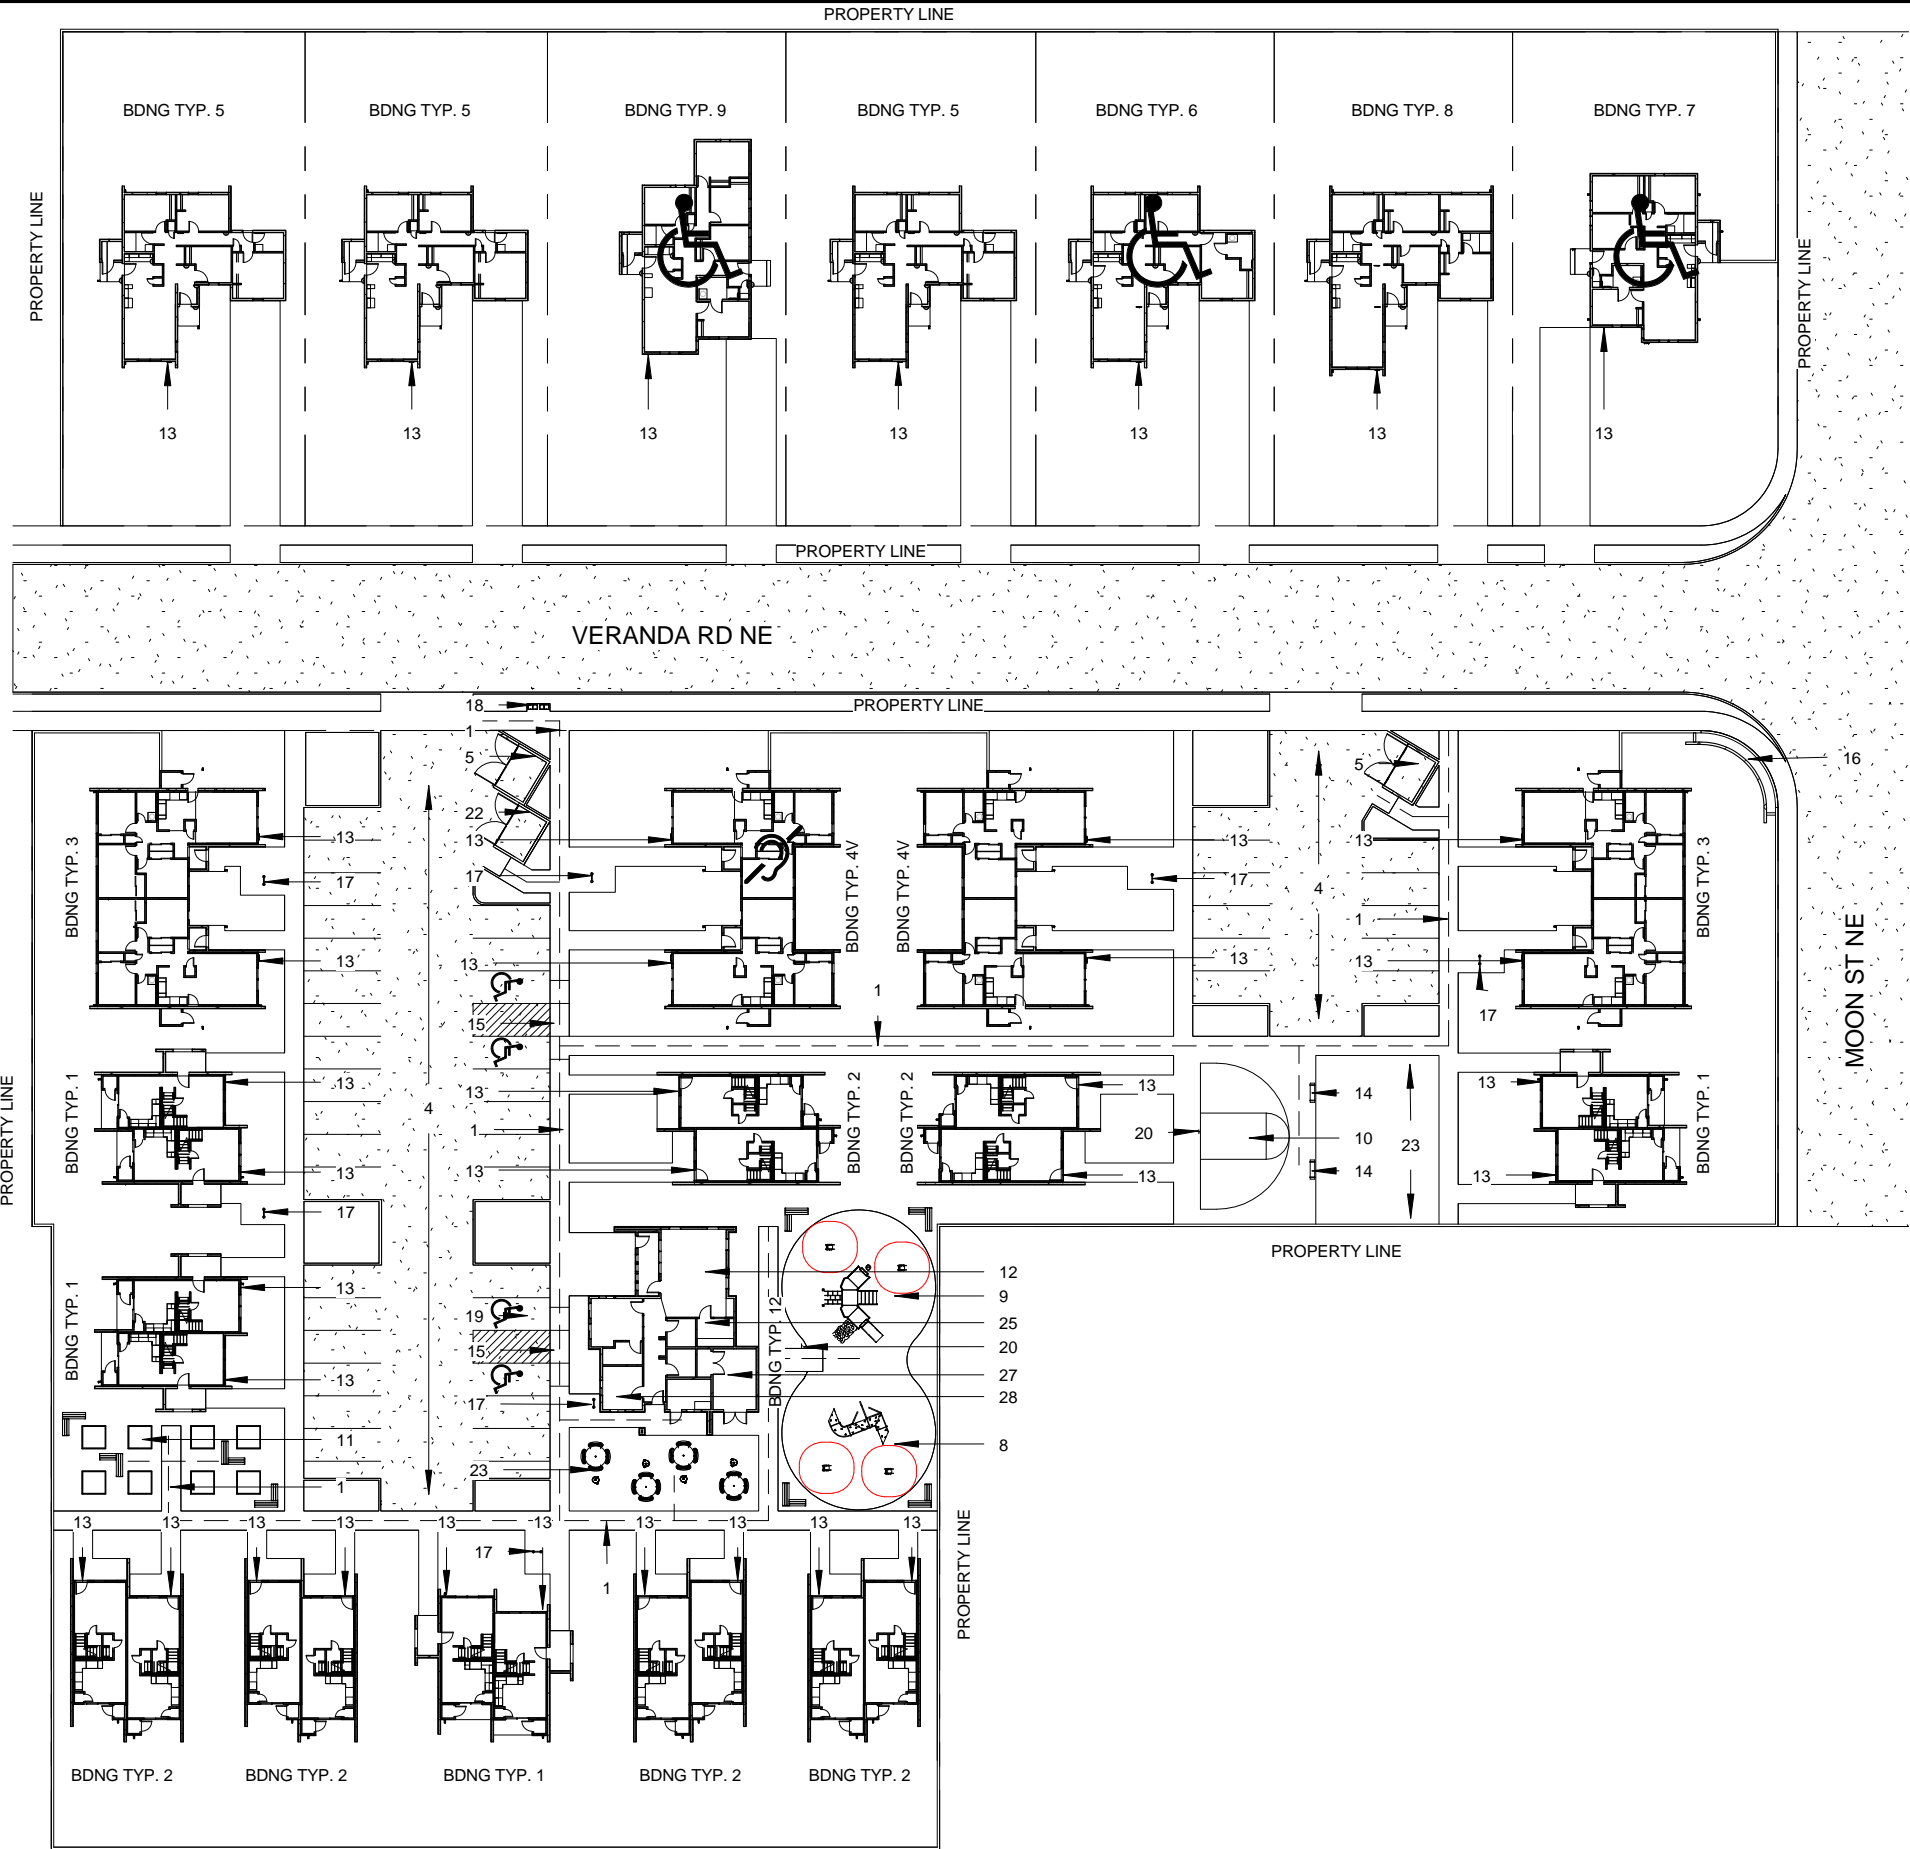 PROPERTY LINE
BDNG TYP. 5
BDNG TYP. 5
BDNG TYP. 9
BDNG TYP. 5
BDNG TYP. 6
BDNG TYP. 8
BDNG TYP. 7
PROPERTY LINE
PROPERTY LINE
13
13
13
13
13
13
13
PROPERTY LINE
VERANDA RD NE
18
PROPERTY LINE
1
5
5
16
22
13
13
13
13
BDNG TYP. 3
BDNG TYP. 4V
BDNG TYP. 4V
BDNG TYP. 3
17
17
17
4
1
MOON ST NE
13
13
13
13
1
15
17
PROPERTY LINE
BDNG TYP. 1
13
13
BDNG TYP. 2
BDNG TYP. 2
13
14
13
BDNG TYP. 1
4
1
20
10
23
13
13
13
14
13
17
PROPERTY LINE
BDNG TYP. 1
13
12
9
19
BDNG TYP. 12
25
15
20
13
27
17
28
11
8
23
1
13
13
13
13
13
13
13
13
13
13
PROPERTY LINE
17
1
BDNG TYP. 2
BDNG TYP. 2
BDNG TYP. 1
BDNG TYP. 2
BDNG TYP. 2